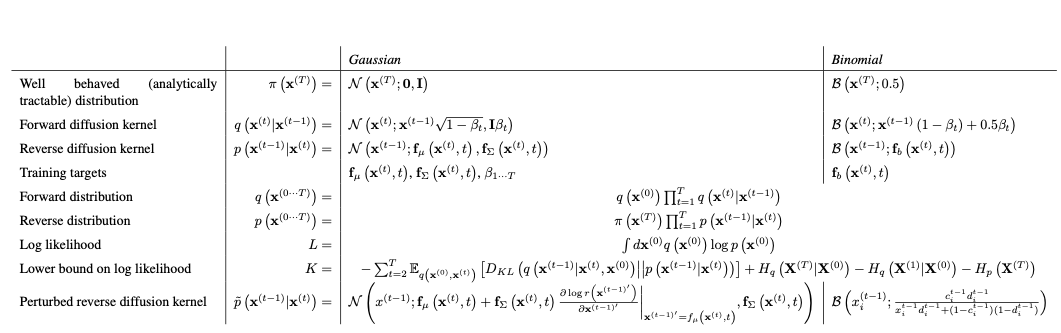 Gaussian Binomial
Well behaved (analytically π(x^(T)) = N(x^(T); 0, I) B(x^(T); 0.5)
tractable) distribution
Forward diffusion kernel q(x^(t)|x^(t−1)) = N(x^(t); x^(t−1)√(1 − β_t), Iβ_t) B(x^(t); x^(t−1)(1 − β_t) + 0.5β_t)
Reverse diffusion kernel p(x^(t−1)|x^(t)) = N(x^(t−1); f_μ(x^(t), t), f_Σ(x^(t), t)) B(x^(t−1); f_b(x^(t), t))
Training targets f_μ(x^(t), t), f_Σ(x^(t), t), β_{1⋯T} f_b(x^(t), t)
Forward distribution q(x^(0⋯T)) = q(x^(0)) ∏_{t=1}^{T} q(x^(t)|x^(t−1))
Reverse distribution p(x^(0⋯T)) = π(x^(T)) ∏_{t=1}^{T} p(x^(t−1)|x^(t))
Log likelihood L = ∫ dx^(0) q(x^(0)) log p(x^(0))
Lower bound on log likelihood K = −∑_{t=2}^{T} 𝔼_{q(x^(0),x^(t))} [D_KL(q(x^(t−1)|x^(t), x^(0))||p(x^(t−1)|x^(t)))] + H_q(X^(T)|X^(0)) − H_q(X^(1)|X^(0)) − H_p(X^(T))
Perturbed reverse diffusion kernel p̃(x^(t−1)|x^(t)) = N(x^(t−1); f_μ(x^(t), t) + f_Σ(x^(t), t) ∂ log r(x^(t−1)′)/∂x^(t−1)′ |_{x^(t−1)′=f_μ(x^(t),t)}, f_Σ(x^(t), t)) B(x_i^(t−1); c_i^{t−1}d_i^{t−1}/(x_i^{t−1}d_i^{t−1}+(1−c_i^{t−1})(1−d_i^{t−1})))